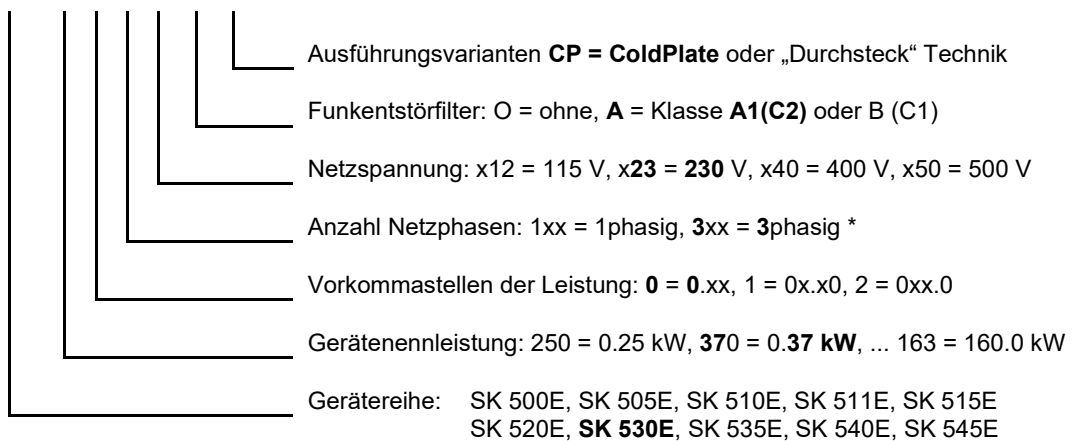 Ausführungsvarianten CP = ColdPlate oder „Durchsteck“ Technik
Funkentstörfilter: O = ohne, A = Klasse A1(C2) oder B (C1)
Netzspannung: x12 = 115 V, x23 = 230 V, x40 = 400 V, x50 = 500 V
Anzahl Netzphasen: 1xx = 1phasig, 3xx = 3phasig *
Vorkommastellen der Leistung: 0 = 0.xx, 1 = 0x.x0, 2 = 0xx.0
Gerätenennleistung: 250 = 0.25 kW, 370 = 0.37 kW, ... 163 = 160.0 kW
Gerätereihe: SK 500E, SK 505E, SK 510E, SK 511E, SK 515E
SK 520E, SK 530E, SK 535E, SK 540E, SK 545E